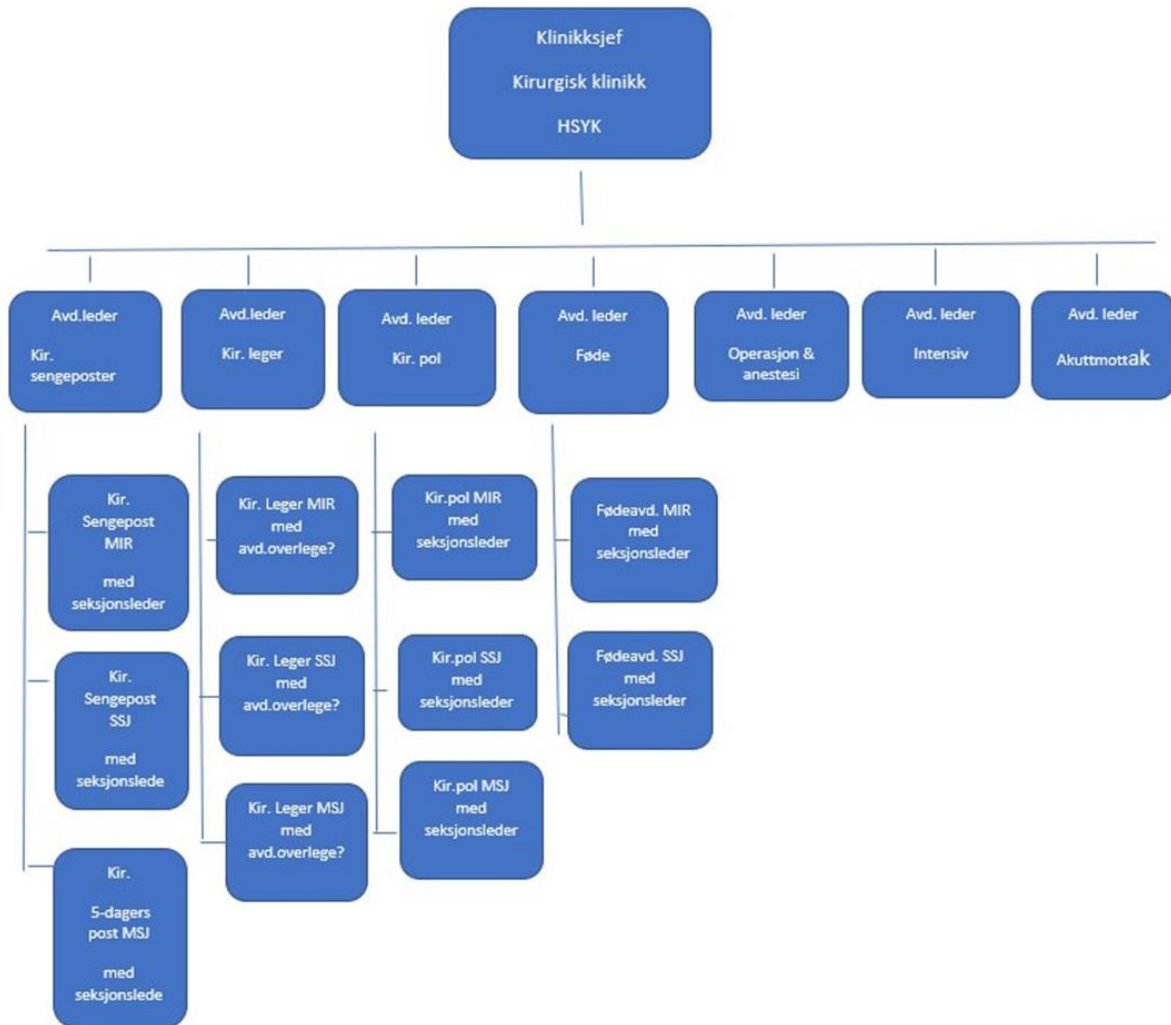 Klinikksjef
Kirurgisk klinikk
HSYK
Avd.leder
Kir.
sengeposter
Avd.leder
Kir. leger
Avd. leder
Kir. pol
Avd. leder
Føde
Avd. leder
Operasjon &
anestesi
Avd. leder
Intensiv
Avd. leder
Akuttmottak
Kir.
Sengepost
MIR
med
seksjonsleder
Kir.
Sengepost
SSJ
med
seksjonslede
Kir.
5-dagers
post MSJ
med
seksjonslede
Kir. Leger MIR
med
avd.overlege?
Kir. Leger SSJ
med
avd.overlege?
Kir. Leger MSJ
med
avd.overlege?
Kir.pol MIR
med
seksjonsleder
Kir.pol SSJ
med
seksjonsleder
Kir.pol MSJ
med
seksjonsleder
Fødeavd. MIR
med
seksjonsleder
Fødeavd. SSJ
med
seksjonsleder